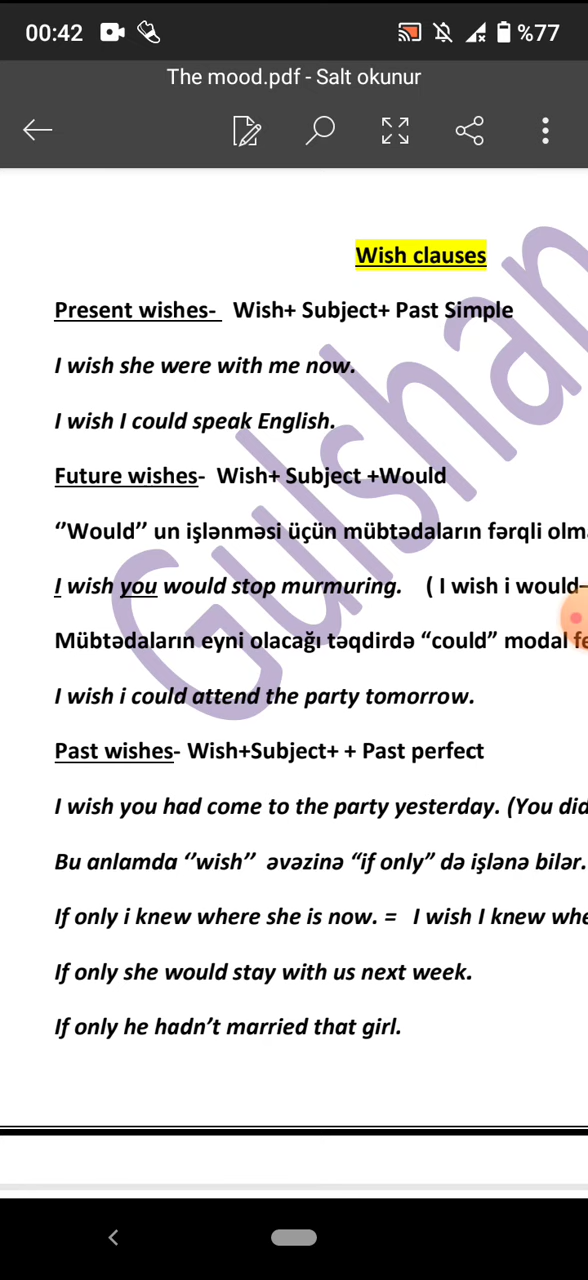 00:42 %77
The mood.pdf - Salt okunur
Wish clauses
Present wishes- Wish+ Subject+ Past Simple
I wish she were with me now.
I wish I could speak English.
Future wishes- Wish+ Subject +Would
‘’Would’’ un işlənməsi üçün mübtədaların fərqli olm
I wish you would stop murmuring. ( I wish i would
Mübtədaların eyni olacağı təqdirdə “could” modal fe
I wish i could attend the party tomorrow.
Past wishes- Wish+Subject+ + Past perfect
I wish you had come to the party yesterday. (You did
Bu anlamda ‘’wish’’ əvəzinə “if only” də işlənə bilər.
If only i knew where she is now. = I wish I knew whe
If only she would stay with us next week.
If only he hadn’t married that girl.
Gulshan